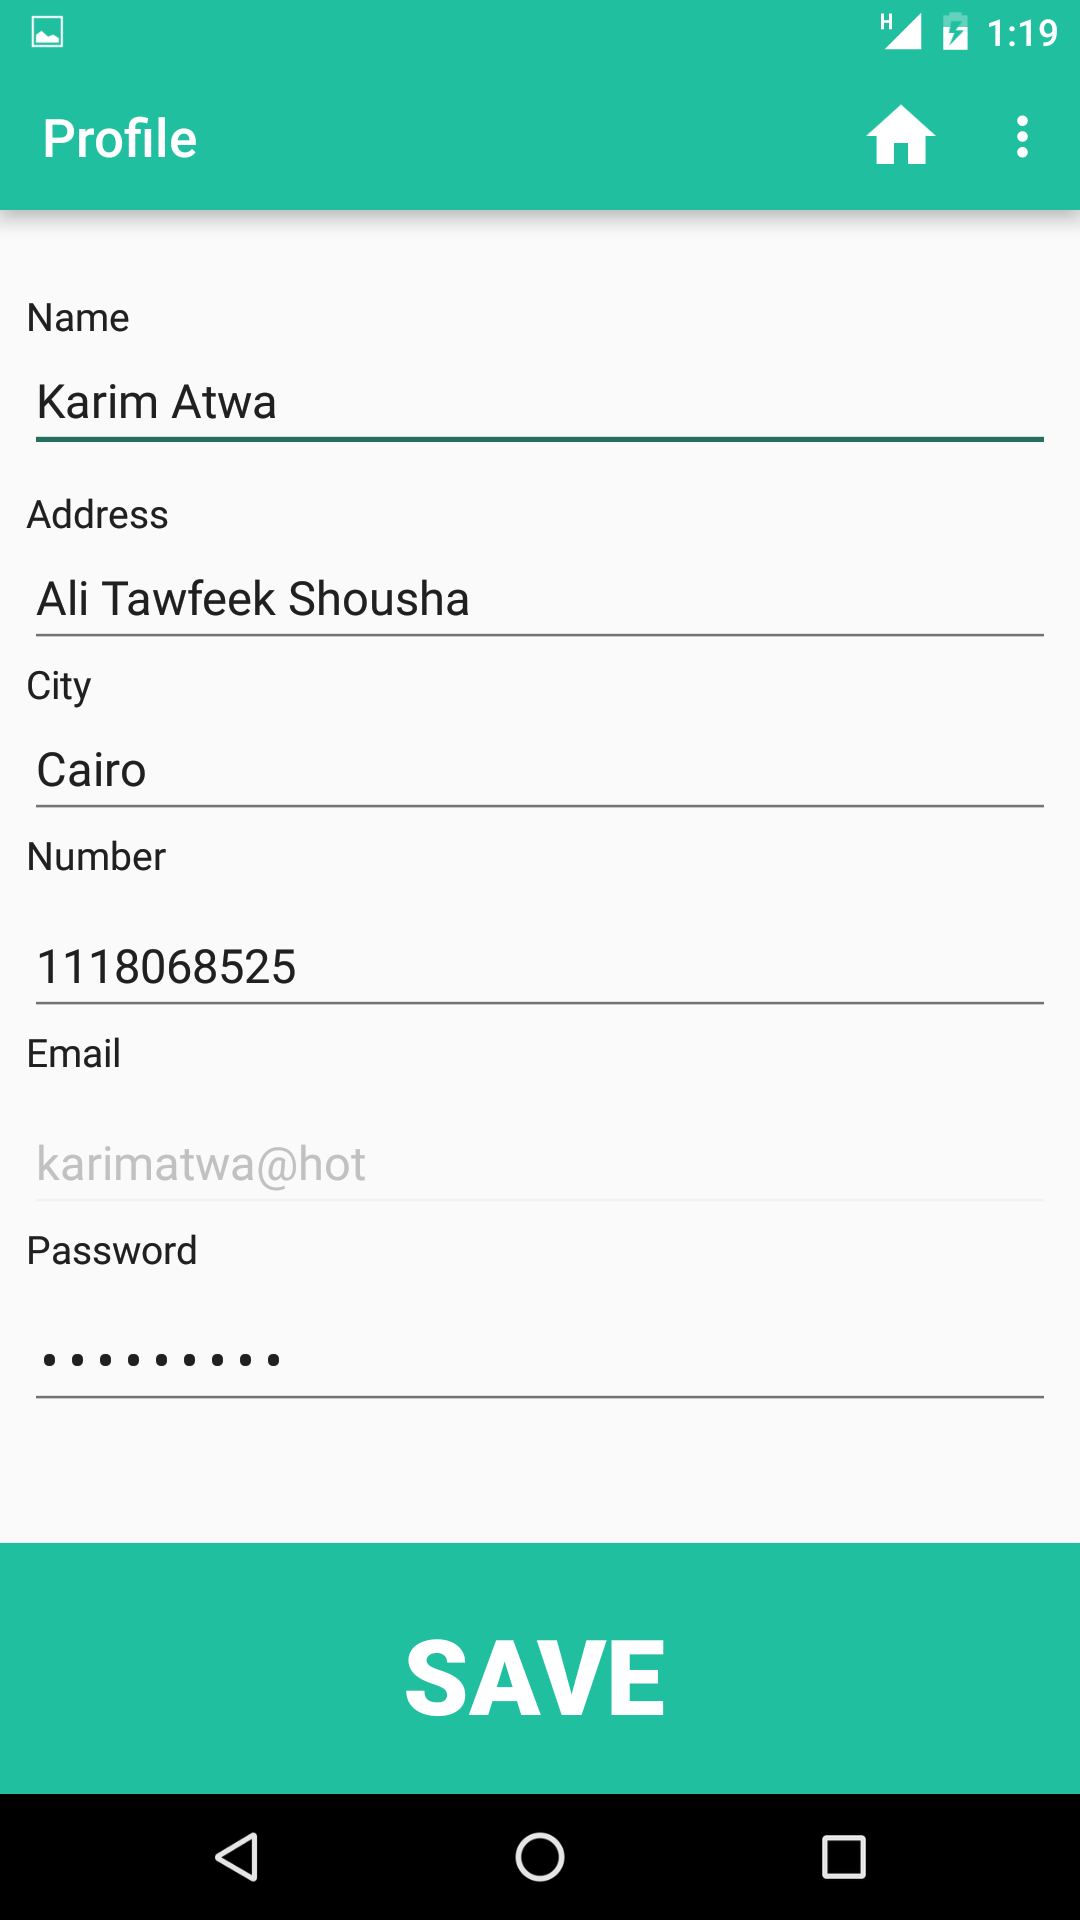 H 1:19
Profile
Name
Karim Atwa
Address
Ali Tawfeek Shousha
City
Cairo
Number
1118068525
Email
karimatwa@hot
Password
•••••••••
SAVE